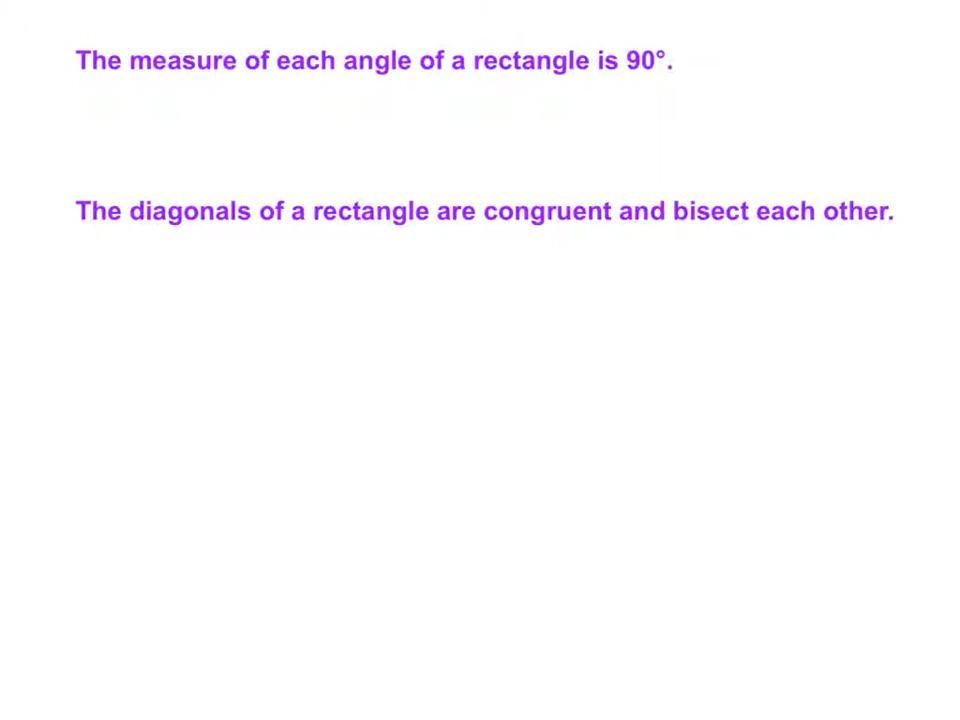 The measure of each angle of a rectangle is 90°.
The diagonals of a rectangle are congruent and bisect each other.